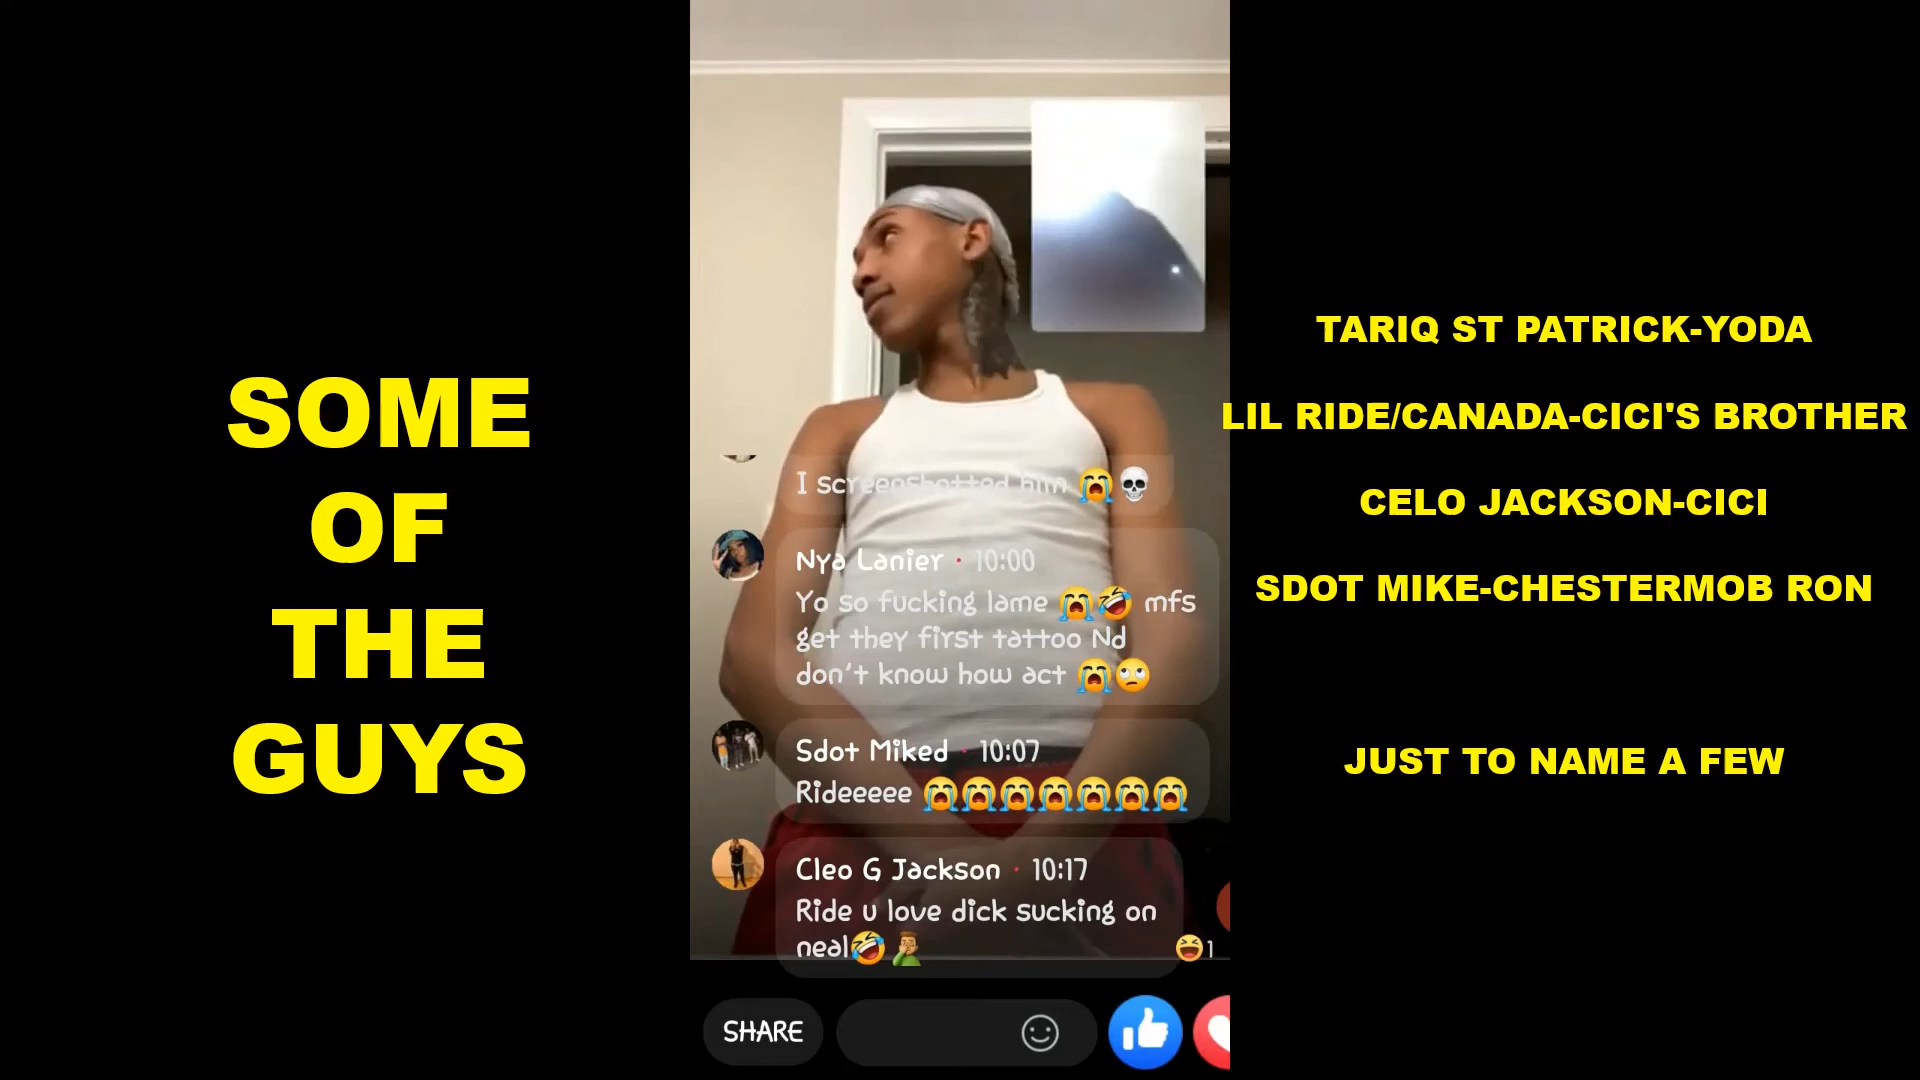 SOME
OF
THE
GUYS
I screenshotted him 😭💀
Nya Lanier · 10:00
Yo so fucking lame 😭🤣 mfs
get they first tattoo Nd
don't know how act 😭🙄
Sdot Miked · 10:07
Rideeeee 😭😭😭😭😭😭😭
Cleo G Jackson · 10:17
Ride u love dick sucking on
neal🤣🤦🏽‍♂️
😆1
SHARE
TARIQ ST PATRICK-YODA
LIL RIDE/CANADA-CICI'S BROTHER
CELO JACKSON-CICI
SDOT MIKE-CHESTERMOB RON
JUST TO NAME A FEW